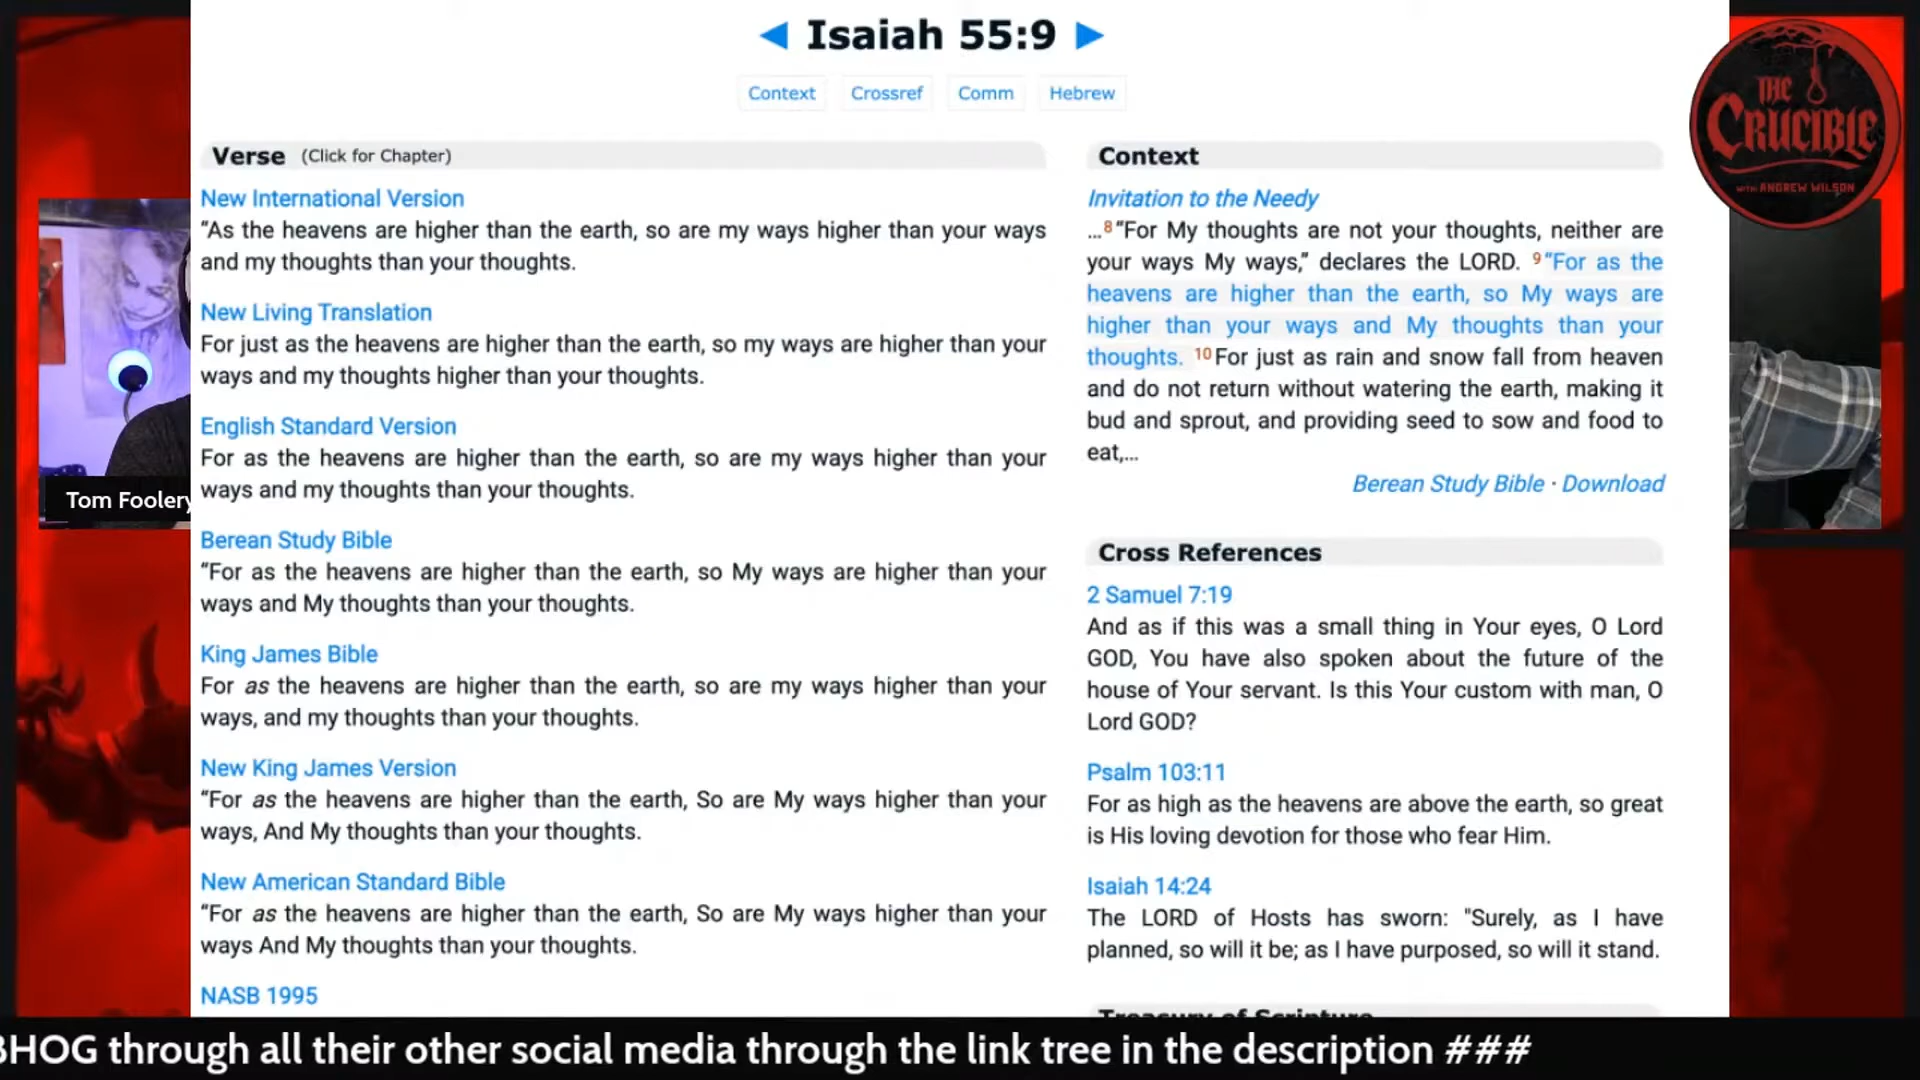 ◀ Isaiah 55:9 ▶
Context Crossref Comm Hebrew
Verse (Click for Chapter)
New International Version
“As the heavens are higher than the earth, so are my ways higher than your ways
and my thoughts than your thoughts.
New Living Translation
For just as the heavens are higher than the earth, so my ways are higher than your
ways and my thoughts higher than your thoughts.
English Standard Version
For as the heavens are higher than the earth, so are my ways higher than your
ways and my thoughts than your thoughts.
Berean Study Bible
“For as the heavens are higher than the earth, so My ways are higher than your
ways and My thoughts than your thoughts.
King James Bible
For as the heavens are higher than the earth, so are my ways higher than your
ways, and my thoughts than your thoughts.
New King James Version
“For as the heavens are higher than the earth, So are My ways higher than your
ways, And My thoughts than your thoughts.
New American Standard Bible
“For as the heavens are higher than the earth, So are My ways higher than your
ways And My thoughts than your thoughts.
NASB 1995
Context
Invitation to the Needy
…8“For My thoughts are not your thoughts, neither are
your ways My ways,” declares the LORD. 9“For as the
heavens are higher than the earth, so My ways are
higher than your ways and My thoughts than your
thoughts. 10For just as rain and snow fall from heaven
and do not return without watering the earth, making it
bud and sprout, and providing seed to sow and food to
eat,…
Berean Study Bible · Download
Cross References
2 Samuel 7:19
And as if this was a small thing in Your eyes, O Lord
GOD, You have also spoken about the future of the
house of Your servant. Is this Your custom with man, O
Lord GOD?
Psalm 103:11
For as high as the heavens are above the earth, so great
is His loving devotion for those who fear Him.
Isaiah 14:24
The LORD of Hosts has sworn: "Surely, as I have
planned, so will it be; as I have purposed, so will it stand.
Treasury of Scripture
THE
CRUCIBLE
WITH ANDREW WILSON
Tom Foolery
BHOG through all their other social media through the link tree in the description ###